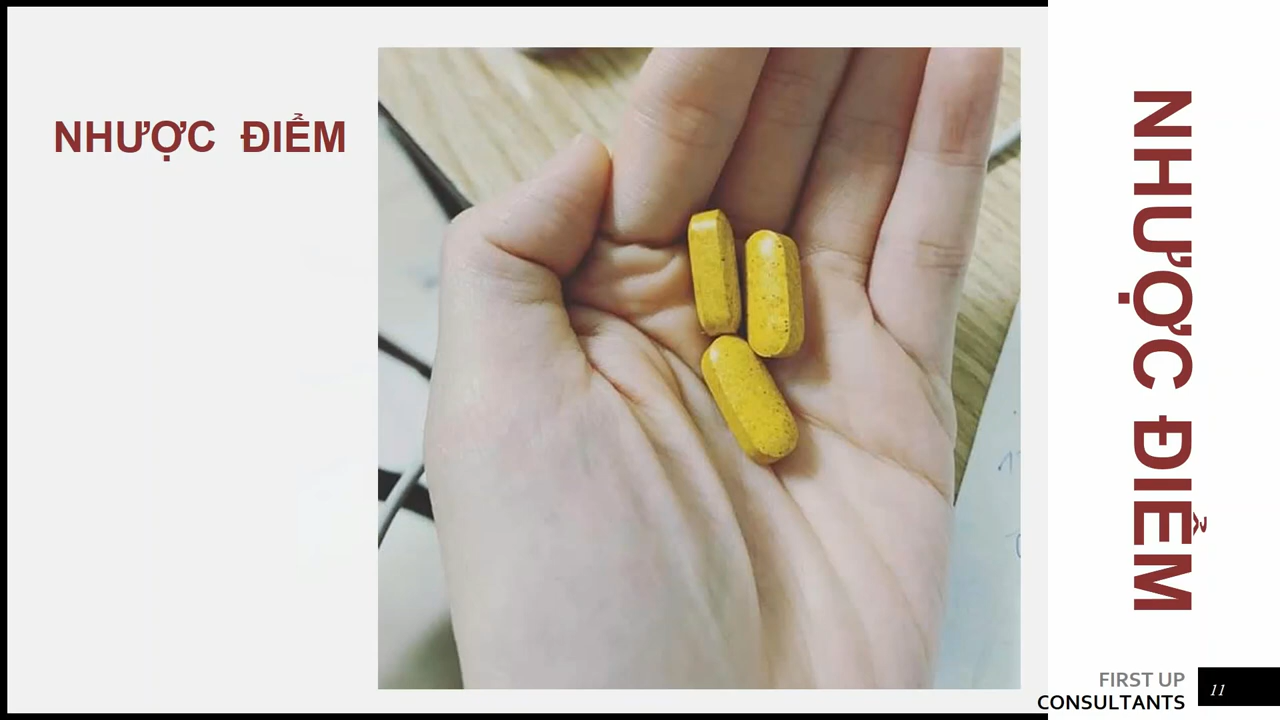 NHƯỢC ĐIỂM
NHƯỢC ĐIỂM
FIRST UP
CONSULTANTS
11